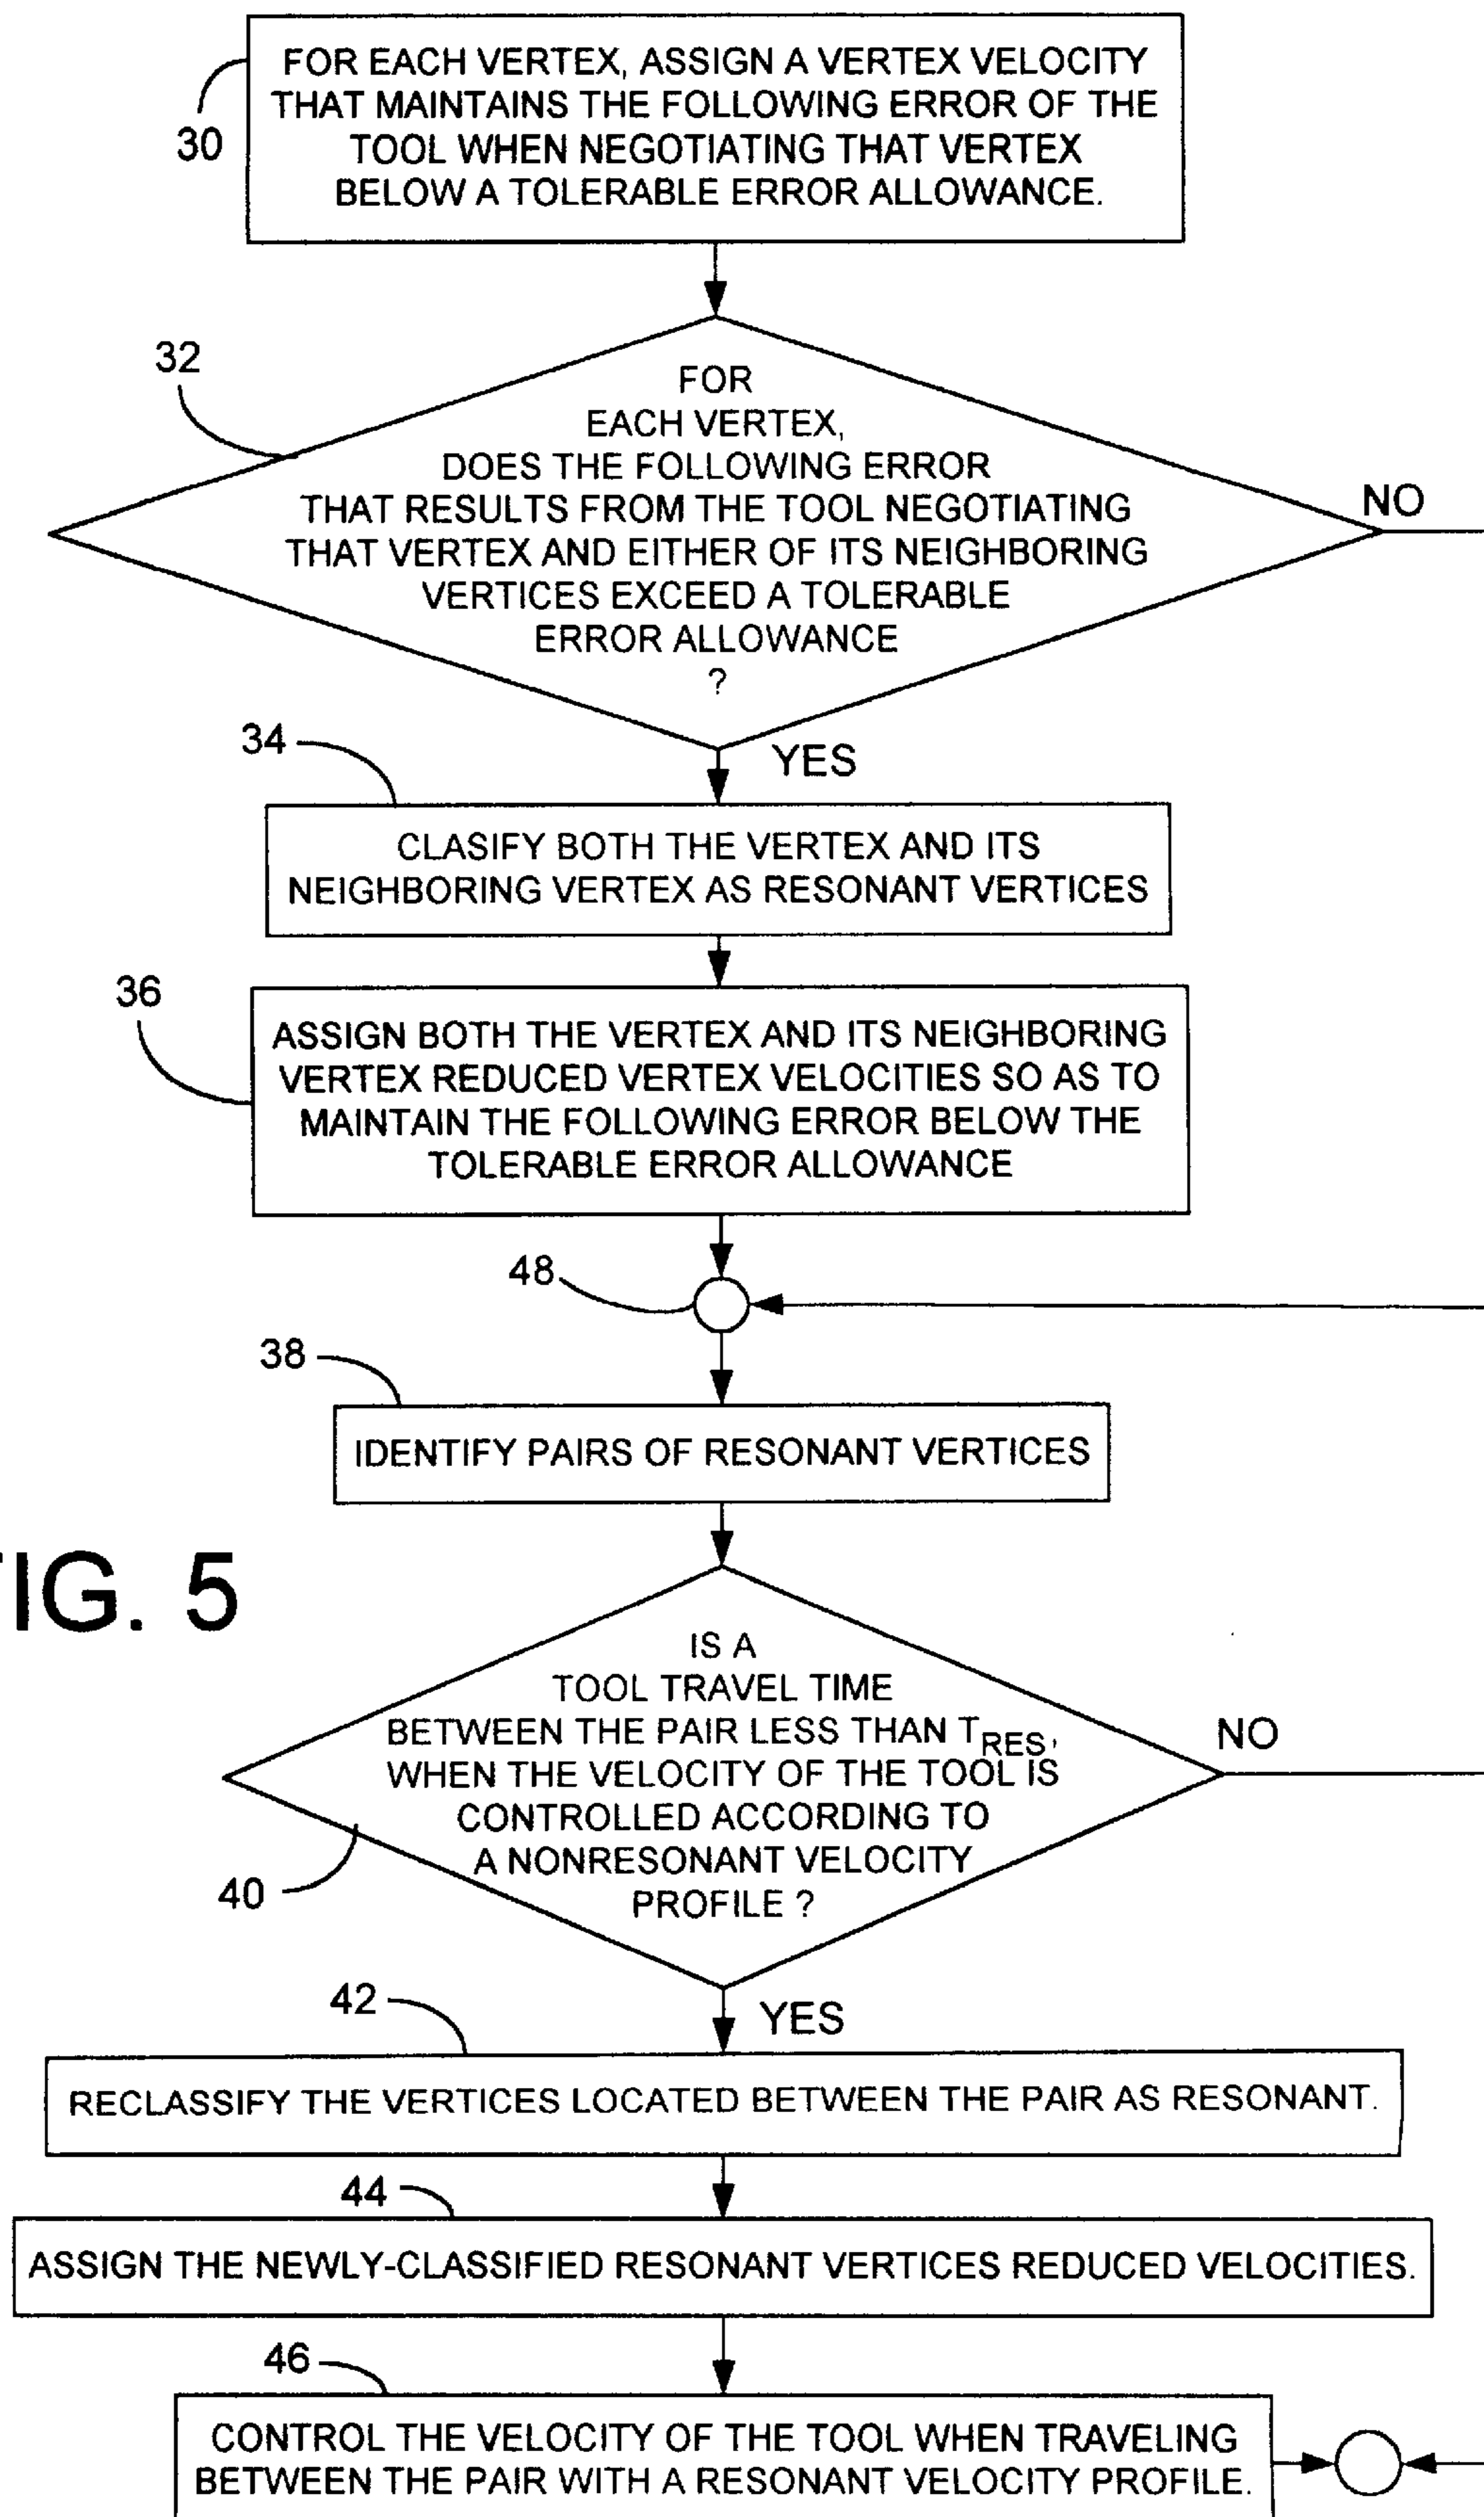 FOR EACH VERTEX, ASSIGN A VERTEX VELOCITY
THAT MAINTAINS THE FOLLOWING ERROR OF THE
TOOL WHEN NEGOTIATING THAT VERTEX
BELOW A TOLERABLE ERROR ALLOWANCE.
30
32
FOR
EACH VERTEX,
DOES THE FOLLOWING ERROR
THAT RESULTS FROM THE TOOL NEGOTIATING
THAT VERTEX AND EITHER OF ITS NEIGHBORING
VERTICES EXCEED A TOLERABLE
ERROR ALLOWANCE
?
NO
YES
34
CLASIFY BOTH THE VERTEX AND ITS
NEIGHBORING VERTEX AS RESONANT VERTICES
36
ASSIGN BOTH THE VERTEX AND ITS NEIGHBORING
VERTEX REDUCED VERTEX VELOCITIES SO AS TO
MAINTAIN THE FOLLOWING ERROR BELOW THE
TOLERABLE ERROR ALLOWANCE
48
38
IDENTIFY PAIRS OF RESONANT VERTICES
IG. 5
IS A
TOOL TRAVEL TIME
BETWEEN THE PAIR LESS THAN TRES,
WHEN THE VELOCITY OF THE TOOL IS
CONTROLLED ACCORDING TO
A NONRESONANT VELOCITY
PROFILE ?
NO
40
YES
42
RECLASSIFY THE VERTICES LOCATED BETWEEN THE PAIR AS RESONANT.
44
ASSIGN THE NEWLY-CLASSIFIED RESONANT VERTICES REDUCED VELOCITIES.
46
CONTROL THE VELOCITY OF THE TOOL WHEN TRAVELING
BETWEEN THE PAIR WITH A RESONANT VELOCITY PROFILE.